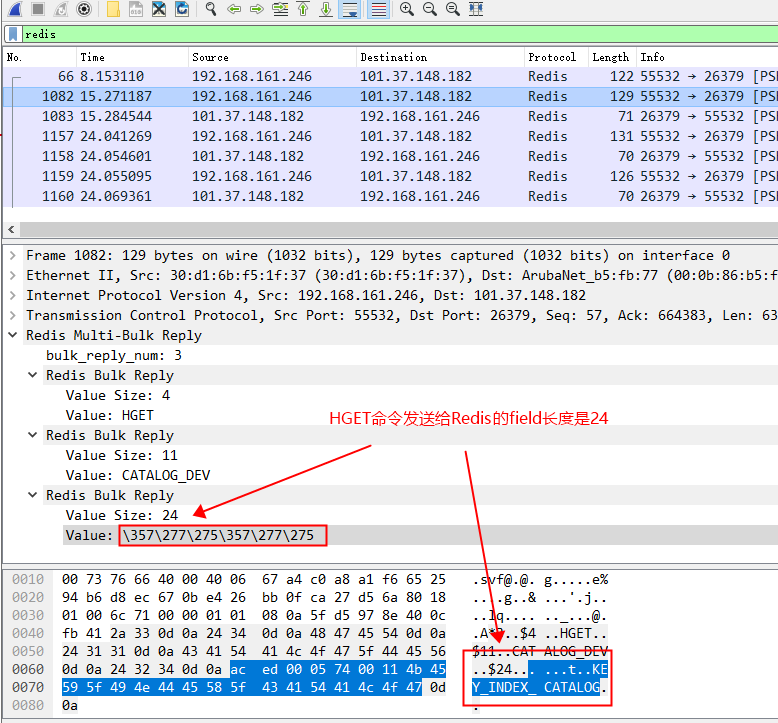 redis
No. Time Source Destination Protocol Length Info
66 8.153110 192.168.161.246 101.37.148.182 Redis 122 55532 → 26379 [PSH
1082 15.271187 192.168.161.246 101.37.148.182 Redis 129 55532 → 26379 [PSH
1083 15.284544 101.37.148.182 192.168.161.246 Redis 71 26379 → 55532 [PSH
1157 24.041269 192.168.161.246 101.37.148.182 Redis 131 55532 → 26379 [PSH
1158 24.054601 101.37.148.182 192.168.161.246 Redis 70 26379 → 55532 [PSH
1159 24.055095 192.168.161.246 101.37.148.182 Redis 126 55532 → 26379 [PSH
1160 24.069361 101.37.148.182 192.168.161.246 Redis 70 26379 → 55532 [PSH
Frame 1082: 129 bytes on wire (1032 bits), 129 bytes captured (1032 bits) on interface 0
Ethernet II, Src: 30:d1:6b:f5:1f:37 (30:d1:6b:f5:1f:37), Dst: ArubaNet_b5:fb:77 (00:0b:86:b5:f
Internet Protocol Version 4, Src: 192.168.161.246, Dst: 101.37.148.182
Transmission Control Protocol, Src Port: 55532, Dst Port: 26379, Seq: 57, Ack: 664383, Len: 63
Redis Multi-Bulk Reply
bulk_reply_num: 3
Redis Bulk Reply
Value Size: 4
Value: HGET
HGET命令发送给Redis的field长度是24
Redis Bulk Reply
Value Size: 11
Value: CATALOG_DEV
Redis Bulk Reply
Value Size: 24
Value: \357\277\275\357\277\275
0010 00 73 76 66 40 00 40 06 67 a4 c0 a8 a1 f6 65 25 .svf@.@. g.....e%
0020 94 b6 d8 ec 67 0b e4 26 bb 0f ca 27 d5 6a 80 18 ....g..& ...'.j..
0030 01 00 6c 71 00 00 01 01 08 0a 5f d5 97 8e 40 0c ..lq.... .._...@.
0040 fb 41 2a 33 0d 0a 24 34 0d 0a 48 47 45 54 0d 0a .A*3..$4 ..HGET..
0050 24 31 31 0d 0a 43 41 54 41 4c 4f 47 5f 44 45 56 $11..CAT ALOG_DEV
0060 0d 0a 24 32 34 0d 0a ac ed 00 05 74 00 11 4b 45 ..$24... ...t..KE
0070 59 5f 49 4e 44 45 58 5f 43 41 54 41 4c 4f 47 0d Y_INDEX_ CATALOG.
0080 0a .